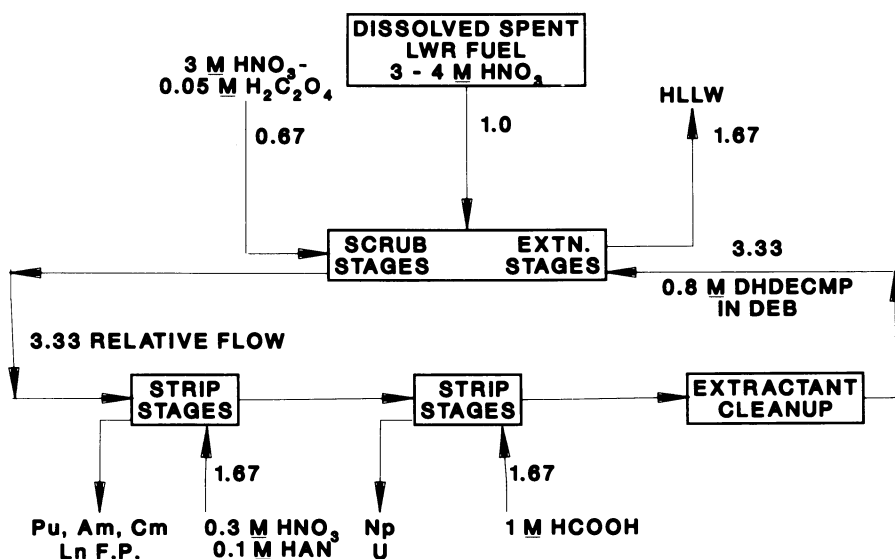 DISSOLVED SPENT
LWR FUEL
3 - 4 M HNO₃
3 M HNO₃-
0.05 M H₂C₂O₄
0.67
1.0
HLLW
1.67
SCRUB
STAGES
EXTN.
STAGES
3.33
0.8 M DHDECMP
IN DEB
3.33 RELATIVE FLOW
STRIP
STAGES
STRIP
STAGES
EXTRACTANT
CLEANUP
1.67
1.67
Pu, Am, Cm
Ln F.P.
0.3 M HNO₃
0.1 M HAN
Np
U
1 M HCOOH